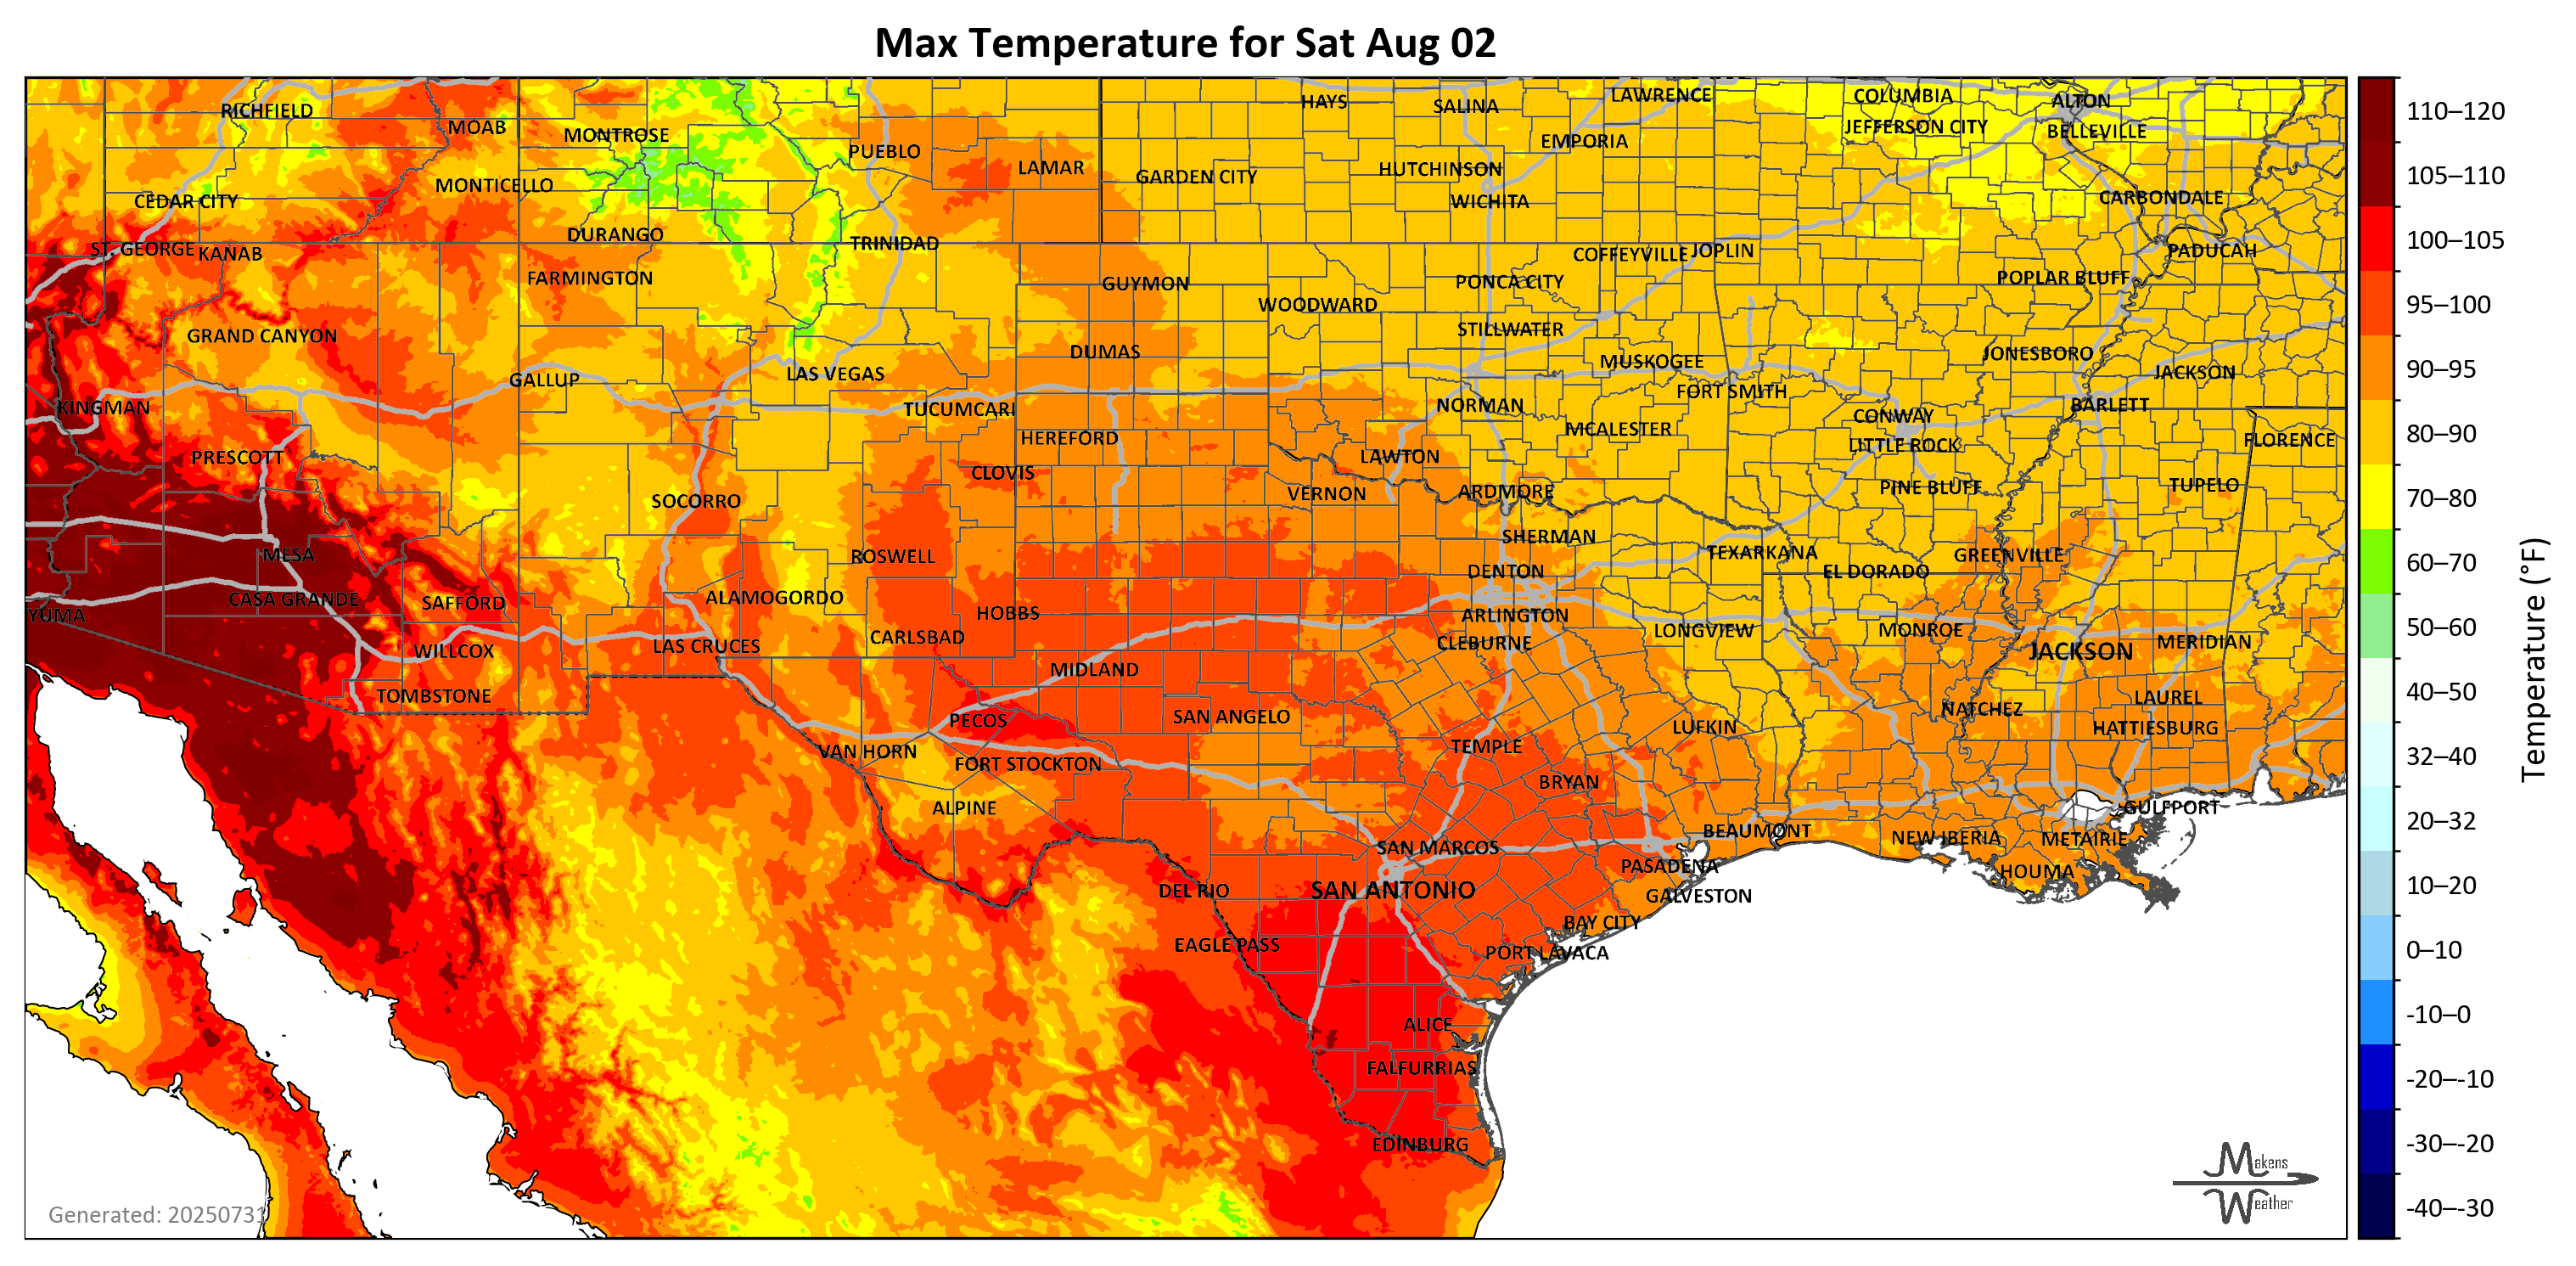 Max Temperature for Sat Aug 02
RICHFIELD
MOAB
MONTROSE
PUEBLO
LAMAR
HAYS
SALINA
LAWRENCE
COLUMBIA
ALTON
JEFFERSON CITY
BELLEVILLE
EMPORIA
GARDEN CITY
HUTCHINSON
WICHITA
MONTICELLO
CEDAR CITY
CARBONDALE
DURANGO
TRINIDAD
ST. GEORGE
KANAB
COFFEYVILLE
JOPLIN
PADUCAH
FARMINGTON
GUYMON
PONCA CITY
POPLAR BLUFF
WOODWARD
GRAND CANYON
STILLWATER
DUMAS
MUSKOGEE
JONESBORO
GALLUP
LAS VEGAS
JACKSON
FORT SMITH
KINGMAN
TUCUMCARI
NORMAN
BARLETT
CONWAY
HEREFORD
MCALESTER
LITTLE ROCK
FLORENCE
PRESCOTT
CLOVIS
LAWTON
SOCORRO
VERNON
ARDMORE
PINE BLUFF
TUPELO
MESA
ROSWELL
SHERMAN
TEXARKANA
GREENVILLE
DENTON
EL DORADO
YUMA
CASA GRANDE
SAFFORD
ALAMOGORDO
HOBBS
ARLINGTON
WILLCOX
LAS CRUCES
CARLSBAD
CLEBURNE
LONGVIEW
MONROE
JACKSON
MERIDIAN
TOMBSTONE
MIDLAND
LAUREL
PECOS
SAN ANGELO
LUFKIN
NATCHEZ
HATTIESBURG
VAN HORN
FORT STOCKTON
TEMPLE
BRYAN
ALPINE
GULFPORT
SAN MARCOS
BEAUMONT
NEW IBERIA
METAIRIE
DEL RIO
SAN ANTONIO
PASADENA
HOUMA
GALVESTON
BAY CITY
EAGLE PASS
PORT LAVACA
ALICE
FALFURRIAS
EDINBURG
Generated: 20250731
Makens
Weather
110–120
105–110
100–105
95–100
90–95
80–90
70–80
60–70
50–60
40–50
32–40
20–32
10–20
0–10
-10–0
-20–-10
-30–-20
-40–-30
Temperature (°F)